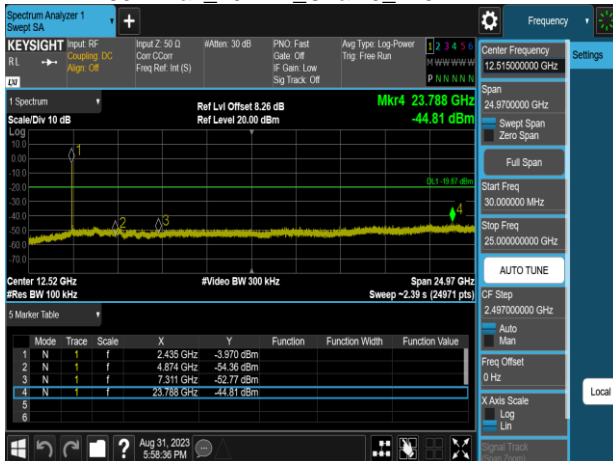 Spectrum Analyzer 1
Swept SA
+
Frequency
KEYSIGHT
RL
LXI
Input: RF
Coupling: DC
Align: Off
Input Z: 50 Ω
Corr CCorr
Freq Ref: Int (S)
#Atten: 30 dB
PNO: Fast
Gate: Off
IF Gain: Low
Sig Track: Off
Avg Type: Log-Power
Trig: Free Run
1 2 3 4 5 6
M W W W W W
P N N N N N
1 Spectrum
Scale/Div 10 dB
Ref Lvl Offset 8.26 dB
Ref Level 20.00 dBm
Mkr4 23.788 GHz
-44.81 dBm
Log
10.0
0.00
-10.0
-20.0
-30.0
-40.0
-50.0
-60.0
-70.0
1
2
3
4
DL1 -19.87 dBm
Center 12.52 GHz
#Res BW 100 kHz
#Video BW 300 kHz
Span 24.97 GHz
Sweep ~2.39 s (24971 pts)
5 Marker Table
Mode Trace Scale X Y Function Function Width Function Value
1 N 1 f 2.435 GHz -3.970 dBm
2 N 1 f 4.874 GHz -54.36 dBm
3 N 1 f 7.311 GHz -52.77 dBm
4 N 1 f 23.788 GHz -44.81 dBm
5
6
?
Aug 31, 2023
5:58:36 PM
Center Frequency
12.515000000 GHz
Settings
Span
24.9700000 GHz
Swept Span
Zero Span
Full Span
Start Freq
30.000000 MHz
Stop Freq
25.000000000 GHz
AUTO TUNE
CF Step
2.497000000 GHz
Auto
Man
Freq Offset
0 Hz
X Axis Scale
Log
Lin
Local
Signal Track
(Span Zoom)